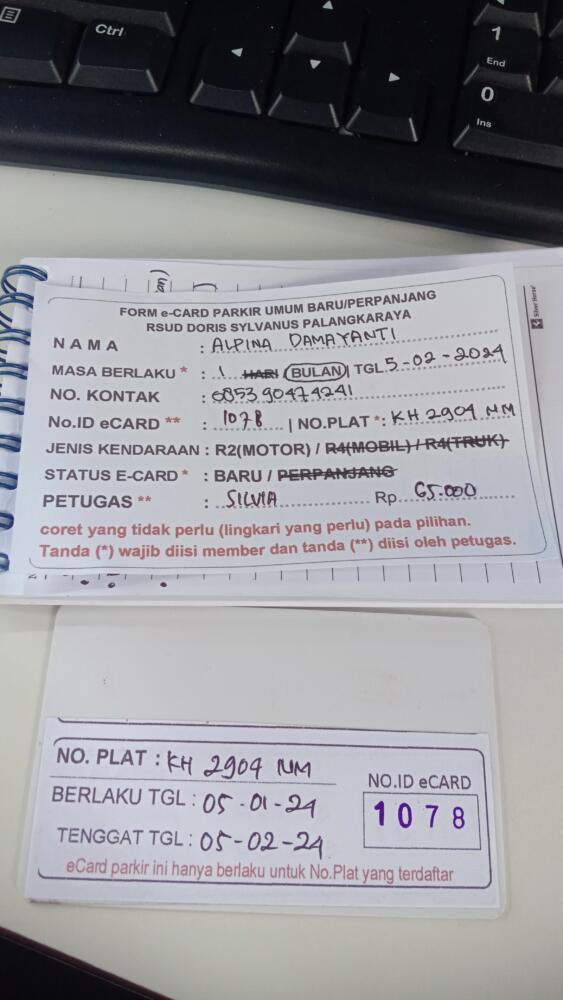 Ctrl
1
End
0
Ins
FORM e-CARD PARKIR UMUM BARU/PERPANJANG
RSUD DORIS SYLVANUS PALANGKARAYA
NAMA : ALPINA DAMAYANTI
MASA BERLAKU * : 1 HARI (BULAN) | TGL 5-02-2024
NO. KONTAK : 085390474241
No.ID eCARD ** : 1078 | NO.PLAT *: KH 2904 NM
JENIS KENDARAAN : R2(MOTOR) / R4(MOBIL) / R4(TRUK)
STATUS E-CARD * : BARU / PERPANJANG
PETUGAS ** : SILVIA Rp. 65.000
coret yang tidak perlu (lingkari yang perlu) pada pilihan.
Tanda (*) wajib diisi member dan tanda (**) diisi oleh petugas.
NO. PLAT : KH 2904 NM
BERLAKU TGL : 05-01-24
TENGGAT TGL : 05-02-24
NO.ID eCARD
1078
eCard parkir ini hanya berlaku untuk No.Plat yang terdaftar